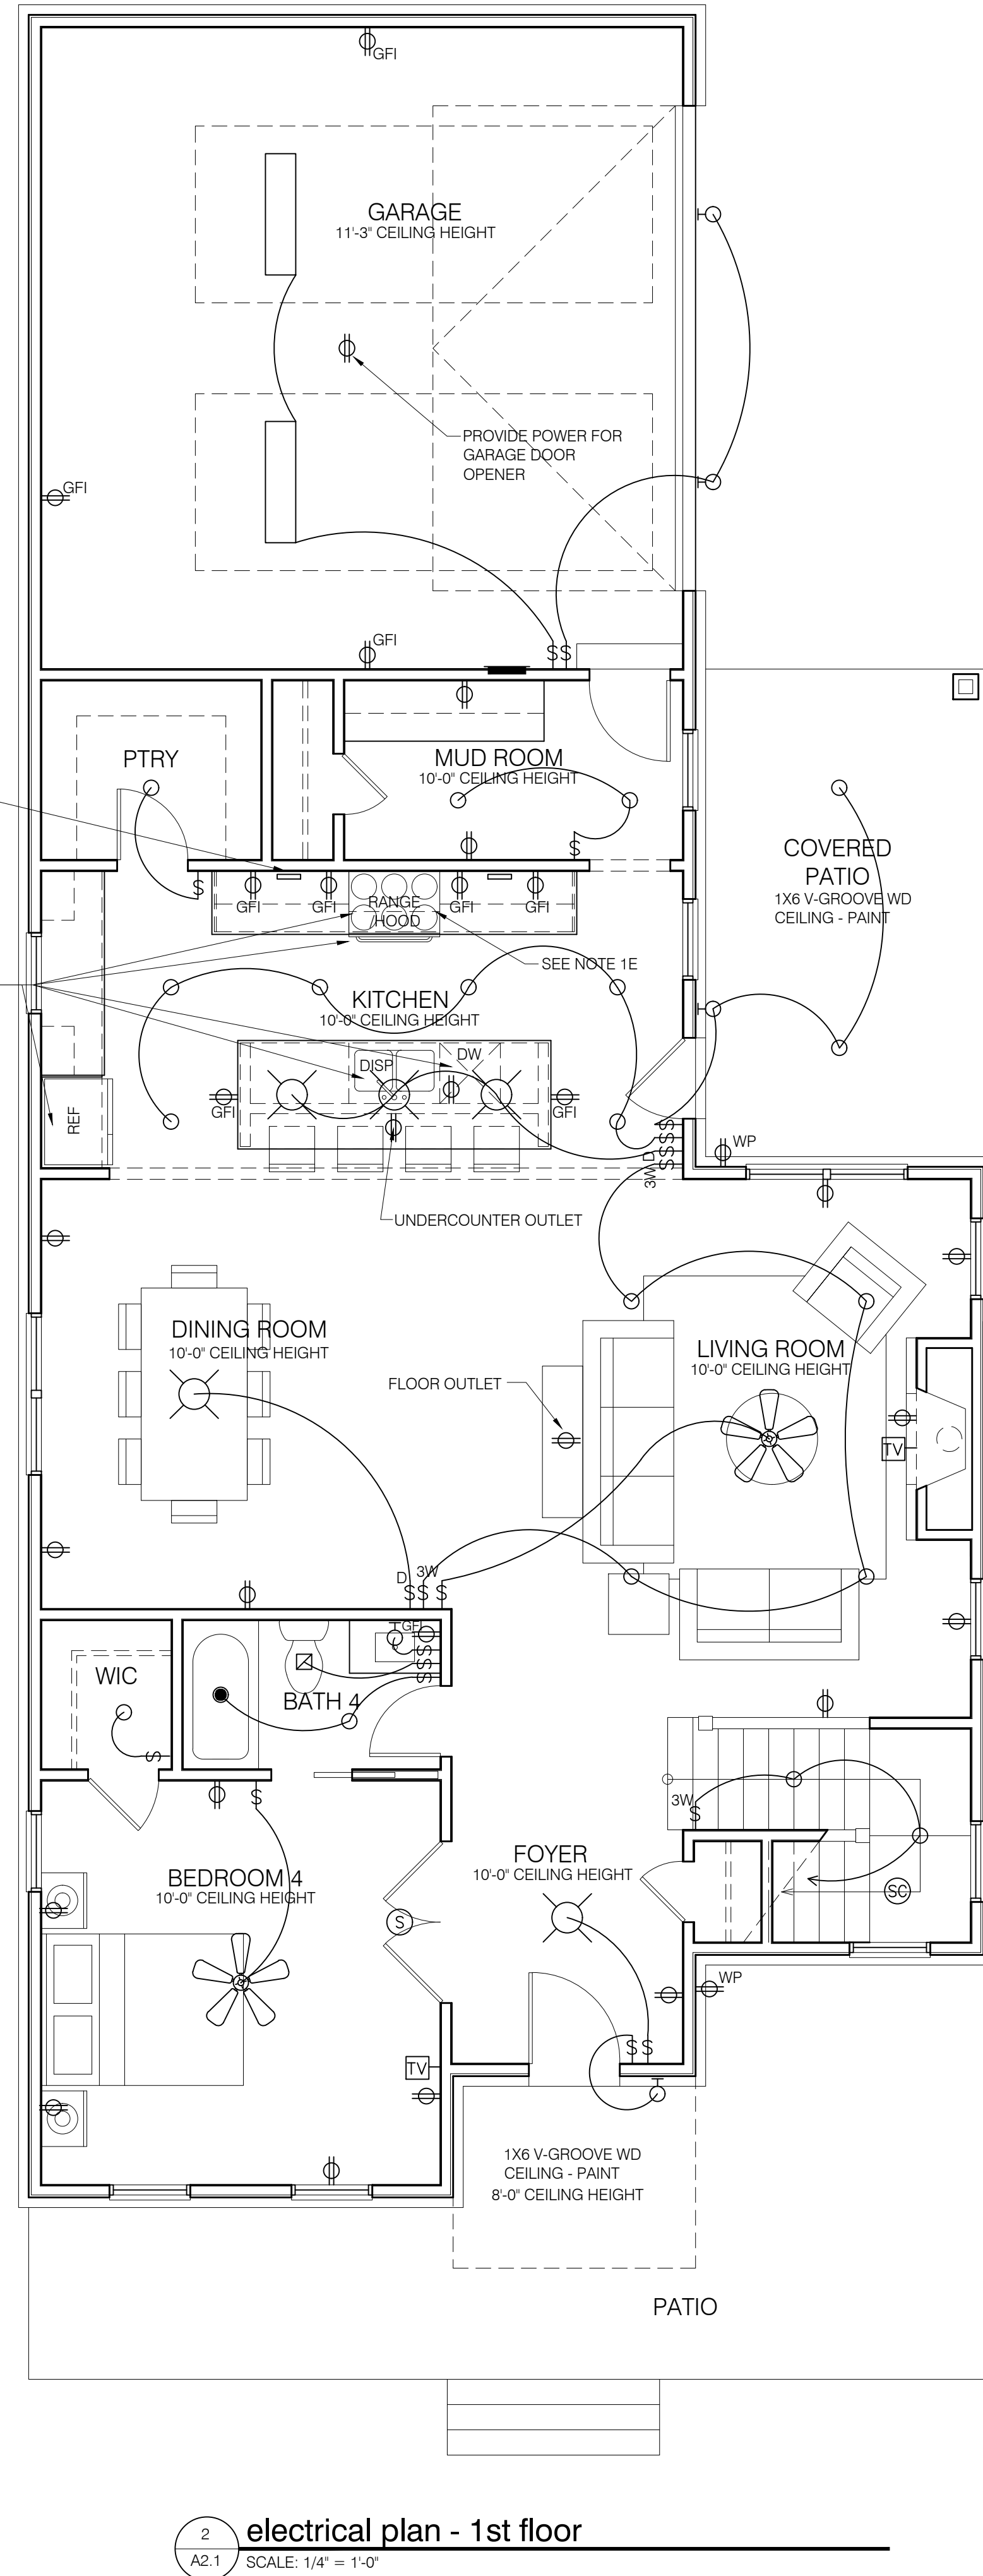 GFI
GARAGE
11'-3" CEILING HEIGHT
PROVIDE POWER FOR
GARAGE DOOR
OPENER
GFI
GFI
S S
PTRY
MUD ROOM
10'-0" CEILING HEIGHT
S
S
COVERED
PATIO
1X6 V-GROOVE WD
CEILING - PAINT
GFI
GFI
RANGE
HOOD
GFI
GFI
SEE NOTE 1E
KITCHEN
10'-0" CEILING HEIGHT
DISP
DW
REF
GFI
GFI
S S S S
S S S
3W D
WP
UNDERCOUNTER OUTLET
DINING ROOM
10'-0" CEILING HEIGHT
LIVING ROOM
10'-0" CEILING HEIGHT
FLOOR OUTLET
TV
D 3W
S S S
GFI
S S S
WIC
S
BATH 4
S
3W
S
BEDROOM 4
10'-0" CEILING HEIGHT
FOYER
10'-0" CEILING HEIGHT
S
SC
WP
TV
S S
1X6 V-GROOVE WD
CEILING - PAINT
8'-0" CEILING HEIGHT
PATIO
2
A2.1
electrical plan - 1st floor
SCALE: 1/4" = 1'-0"